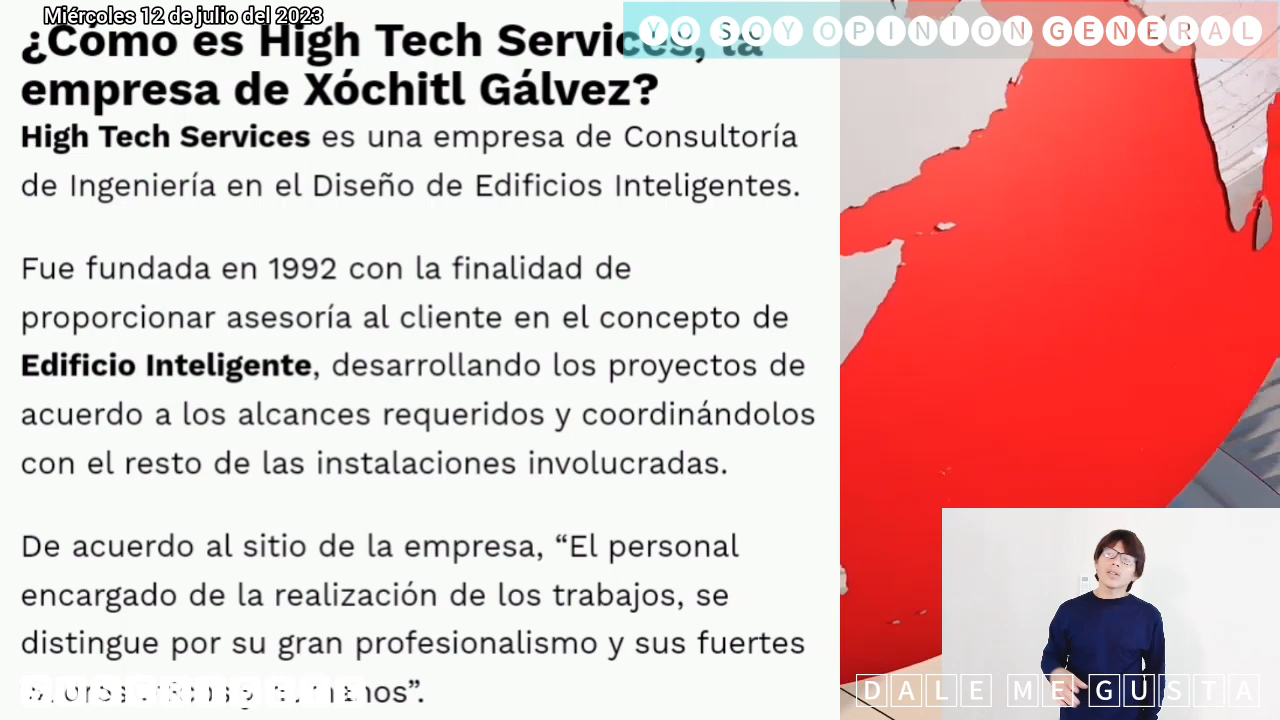 Miércoles 12 de julio del 2023
YO SOY OPINION GENERAL
¿Cómo es High Tech Services, la
empresa de Xóchitl Gálvez?
High Tech Services es una empresa de Consultoría
de Ingeniería en el Diseño de Edificios Inteligentes.
Fue fundada en 1992 con la finalidad de
proporcionar asesoría al cliente en el concepto de
Edificio Inteligente, desarrollando los proyectos de
acuerdo a los alcances requeridos y coordinándolos
con el resto de las instalaciones involucradas.
De acuerdo al sitio de la empresa, “El personal
encargado de la realización de los trabajos, se
distingue por su gran profesionalismo y sus fuertes
DALE ME GUSTA